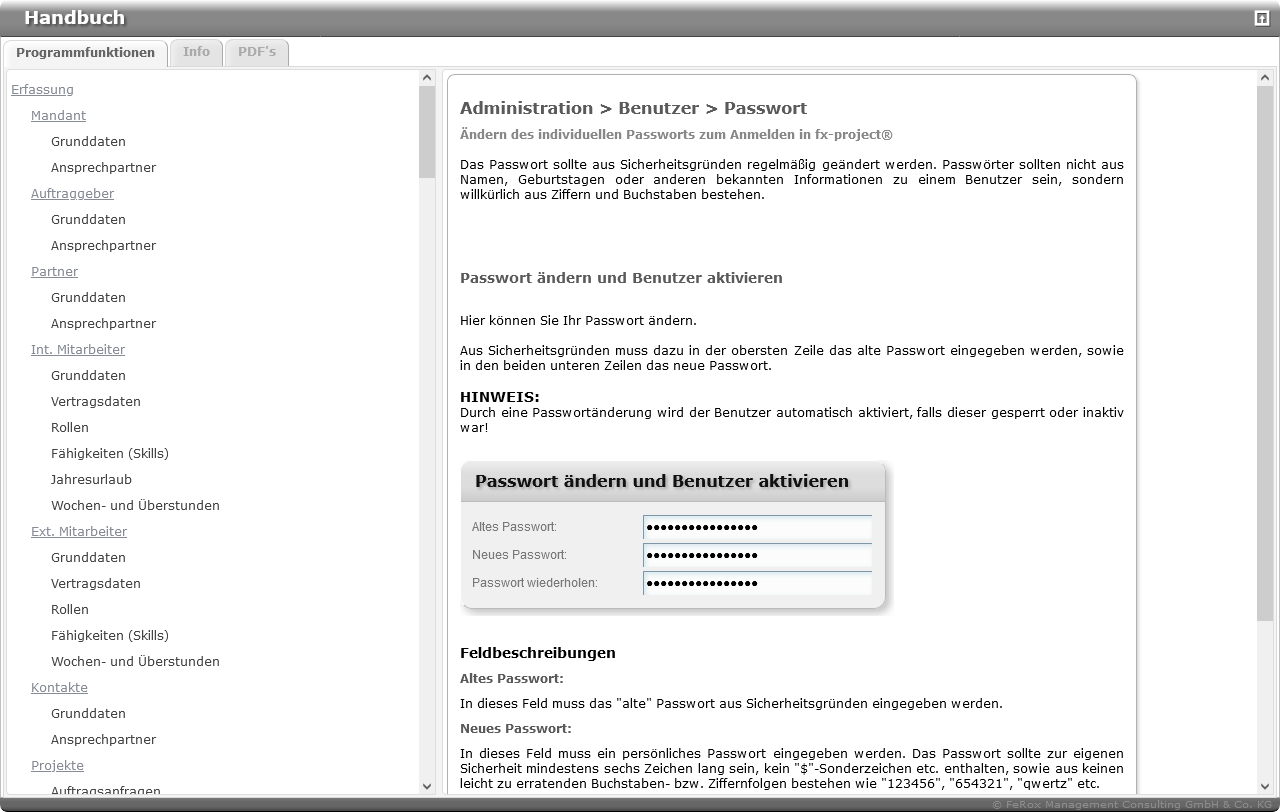 Handbuch
Programmfunktionen
Info
PDF's
Erfassung
Mandant
Grunddaten
Ansprechpartner
Auftraggeber
Grunddaten
Ansprechpartner
Partner
Grunddaten
Ansprechpartner
Int. Mitarbeiter
Grunddaten
Vertragsdaten
Rollen
Fähigkeiten (Skills)
Jahresurlaub
Wochen- und Überstunden
Ext. Mitarbeiter
Grunddaten
Vertragsdaten
Rollen
Fähigkeiten (Skills)
Wochen- und Überstunden
Kontakte
Grunddaten
Ansprechpartner
Projekte
Auftragsanfragen
Administration > Benutzer > Passwort
Ändern des individuellen Passworts zum Anmelden in fx-project®
Das Passwort sollte aus Sicherheitsgründen regelmäßig geändert werden. Passwörter sollten nicht aus
Namen, Geburtstagen oder anderen bekannten Informationen zu einem Benutzer sein, sondern
willkürlich aus Ziffern und Buchstaben bestehen.
Passwort ändern und Benutzer aktivieren
Hier können Sie Ihr Passwort ändern.
Aus Sicherheitsgründen muss dazu in der obersten Zeile das alte Passwort eingegeben werden, sowie
in den beiden unteren Zeilen das neue Passwort.
HINWEIS:
Durch eine Passwortänderung wird der Benutzer automatisch aktiviert, falls dieser gesperrt oder inaktiv
war!
Passwort ändern und Benutzer aktivieren
Altes Passwort: ••••••••••••••••
Neues Passwort: ••••••••••••••••
Passwort wiederholen: ••••••••••••••••
Feldbeschreibungen
Altes Passwort:
In dieses Feld muss das "alte" Passwort aus Sicherheitsgründen eingegeben werden.
Neues Passwort:
In dieses Feld muss ein persönliches Passwort eingegeben werden. Das Passwort sollte zur eigenen
Sicherheit mindestens sechs Zeichen lang sein, kein "$"-Sonderzeichen etc. enthalten, sowie aus keinen
leicht zu erratenden Buchstaben- bzw. Ziffernfolgen bestehen wie "123456", "654321", "qwertz" etc.
© FeRox Management Consulting GmbH & Co. KG